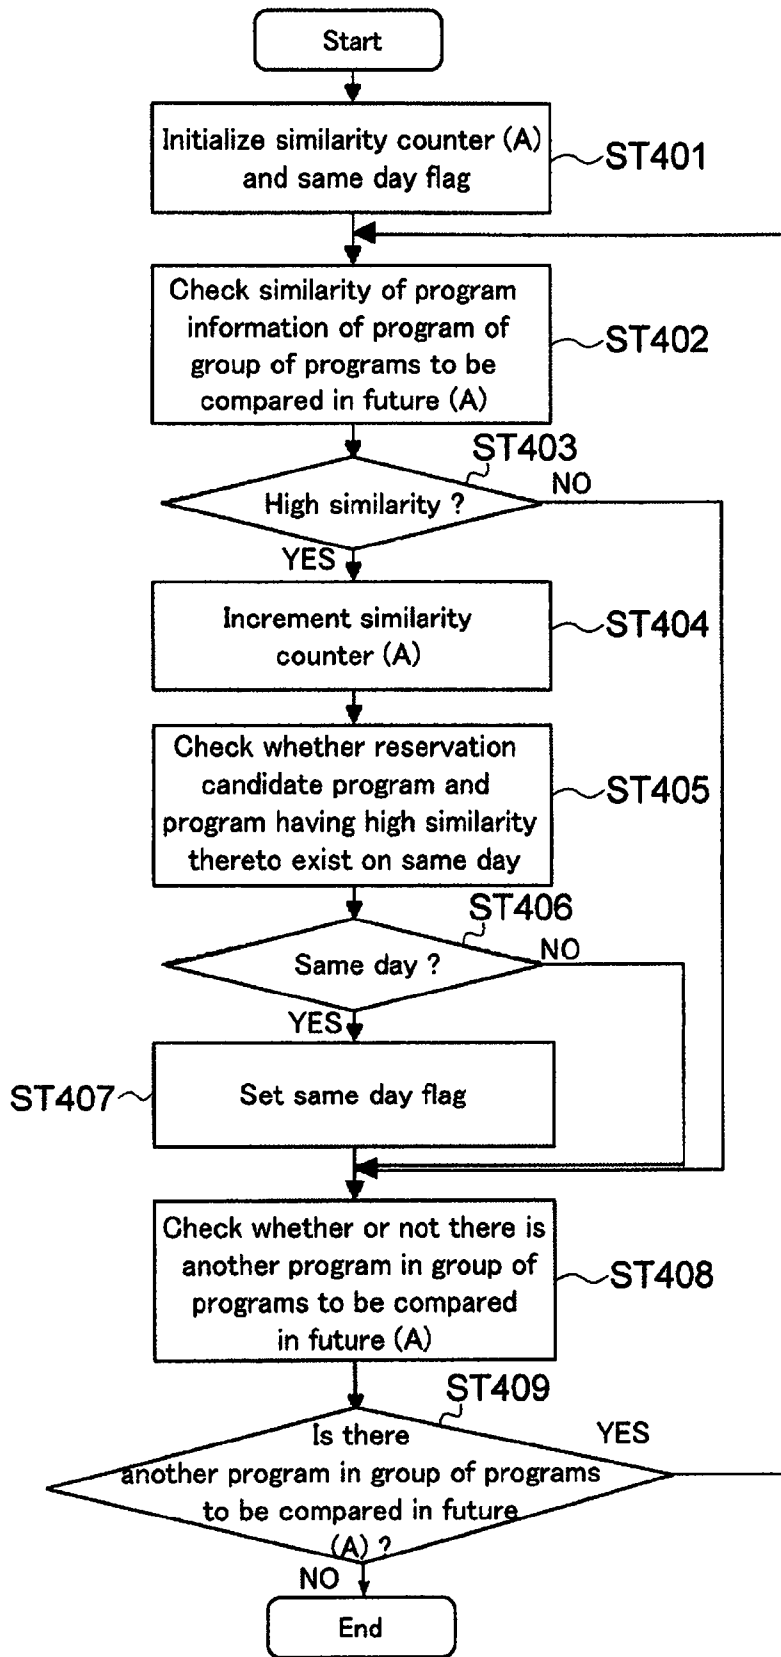 Start
Initialize similarity counter (A)
and same day flag
ST401
Check similarity of program
information of program of
group of programs to be
compared in future (A)
ST402
ST403
High similarity ?
NO
YES
Increment similarity
counter (A)
ST404
Check whether reservation
candidate program and
program having high similarity
thereto exist on same day
ST405
ST406
Same day ?
NO
YES
ST407
Set same day flag
Check whether or not there is
another program in group of
programs to be compared
in future (A)
ST408
ST409
Is there
another program in group of programs
to be compared in future
(A) ?
YES
NO
End